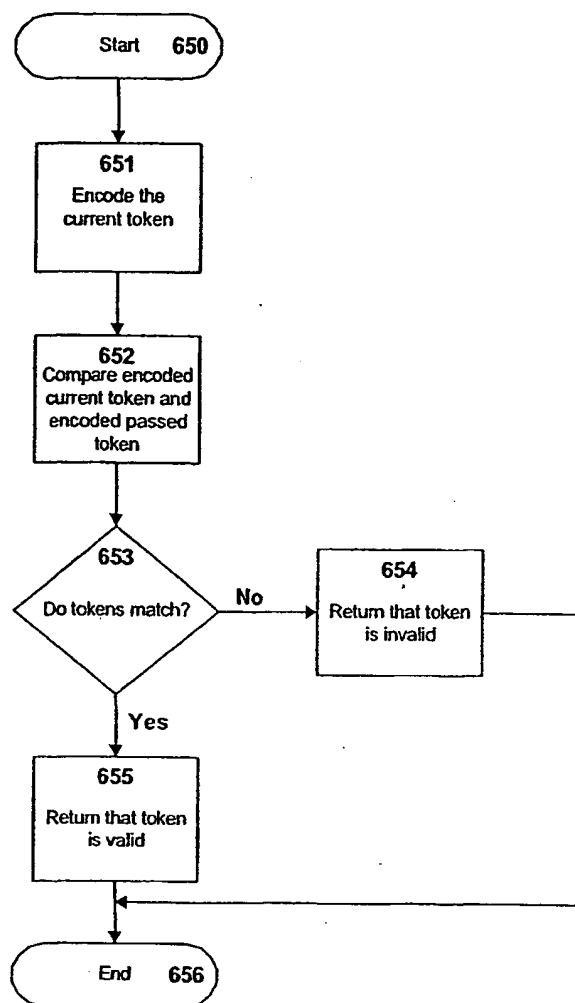 Start 650
651
Encode the
current token
652
Compare encoded
current token and
encoded passed
token
653
Do tokens match?
No
654
Return that token
is invalid
Yes
655
Return that token
is valid
End 656